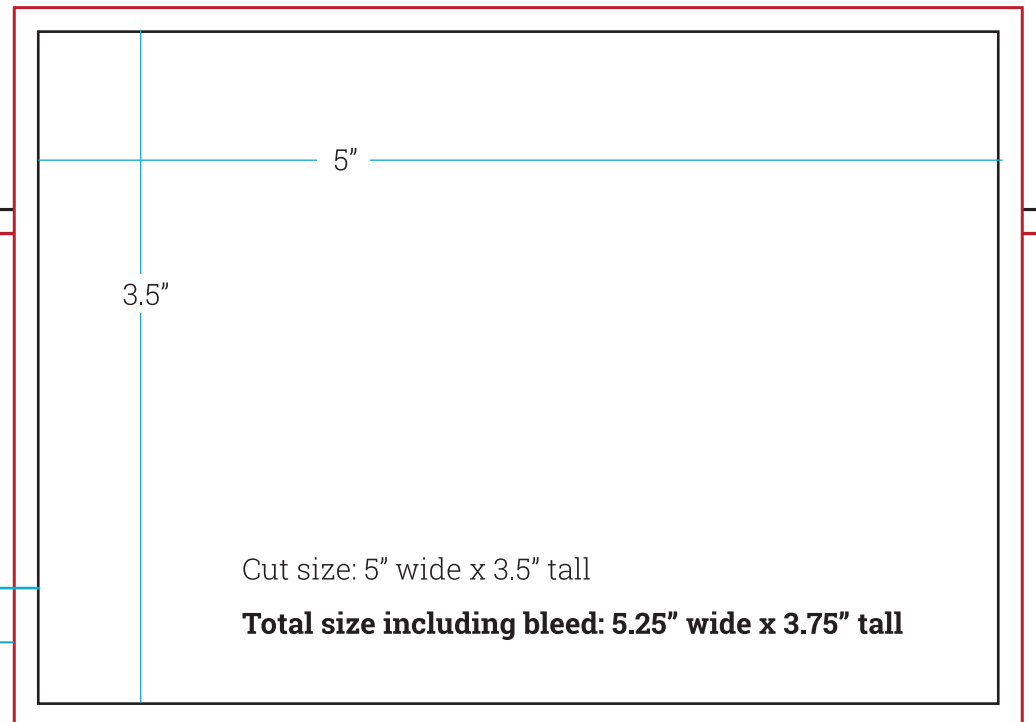 5”
3.5”
Cut size: 5” wide x 3.5” tall
Total size including bleed: 5.25” wide x 3.75” tall